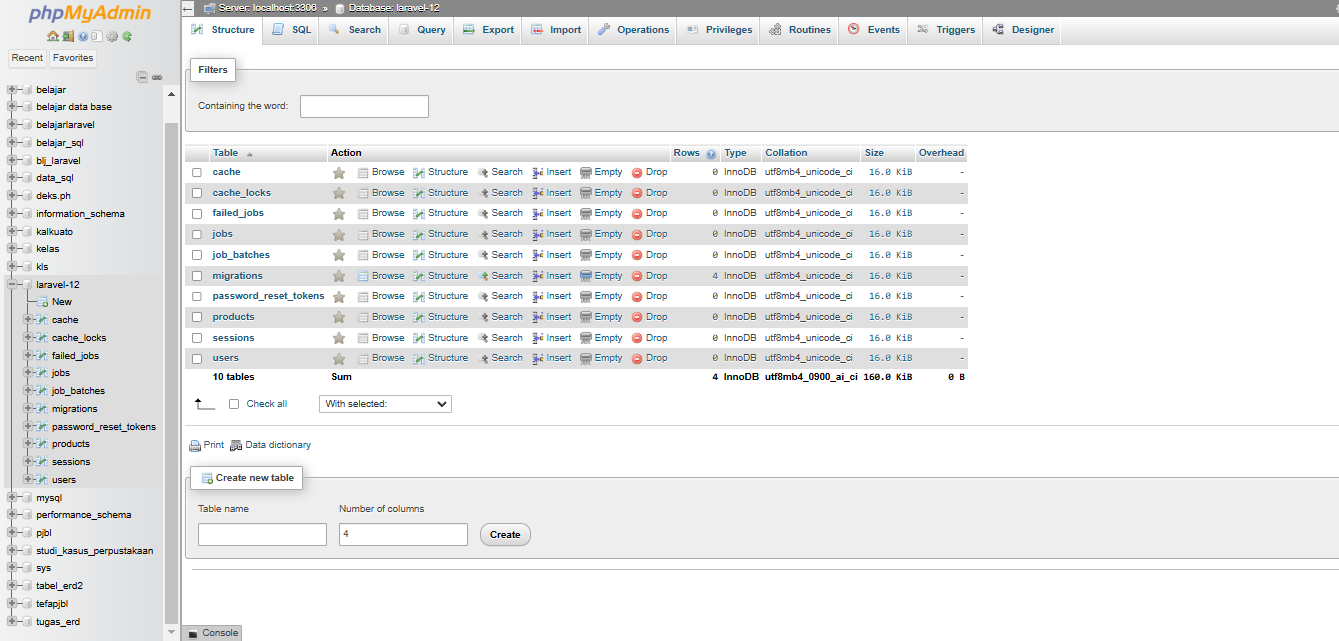 phpMyAdmin
Recent Favorites
belajar
belajar data base
belajarlaravel
belajar_sql
blj_laravel
data_sql
deks.ph
information_schema
kalkuato
kelas
kls
laravel-12
New
cache
cache_locks
failed_jobs
jobs
job_batches
migrations
password_reset_tokens
products
sessions
users
mysql
performance_schema
pjbl
studi_kasus_perpustakaan
sys
tabel_erd2
tefapjbl
tugas_erd
Server: localhost:3306 » Database: laravel-12
Structure SQL Search Query Export Import Operations Privileges Routines Events Triggers Designer
Filters
Containing the word:
Table Action Rows Type Collation Size Overhead
cache Browse Structure Search Insert Empty Drop 0 InnoDB utf8mb4_unicode_ci 16.0 KiB -
cache_locks Browse Structure Search Insert Empty Drop 0 InnoDB utf8mb4_unicode_ci 16.0 KiB -
failed_jobs Browse Structure Search Insert Empty Drop 0 InnoDB utf8mb4_unicode_ci 16.0 KiB -
jobs Browse Structure Search Insert Empty Drop 0 InnoDB utf8mb4_unicode_ci 16.0 KiB -
job_batches Browse Structure Search Insert Empty Drop 0 InnoDB utf8mb4_unicode_ci 16.0 KiB -
migrations Browse Structure Search Insert Empty Drop 4 InnoDB utf8mb4_unicode_ci 16.0 KiB -
password_reset_tokens Browse Structure Search Insert Empty Drop 0 InnoDB utf8mb4_unicode_ci 16.0 KiB -
products Browse Structure Search Insert Empty Drop 0 InnoDB utf8mb4_unicode_ci 16.0 KiB -
sessions Browse Structure Search Insert Empty Drop 0 InnoDB utf8mb4_unicode_ci 16.0 KiB -
users Browse Structure Search Insert Empty Drop 0 InnoDB utf8mb4_unicode_ci 16.0 KiB -
10 tables Sum 4 InnoDB utf8mb4_0900_ai_ci 160.0 KiB 0 B
Check all With selected:
Print Data dictionary
Create new table
Table name Number of columns
4 Create
Console